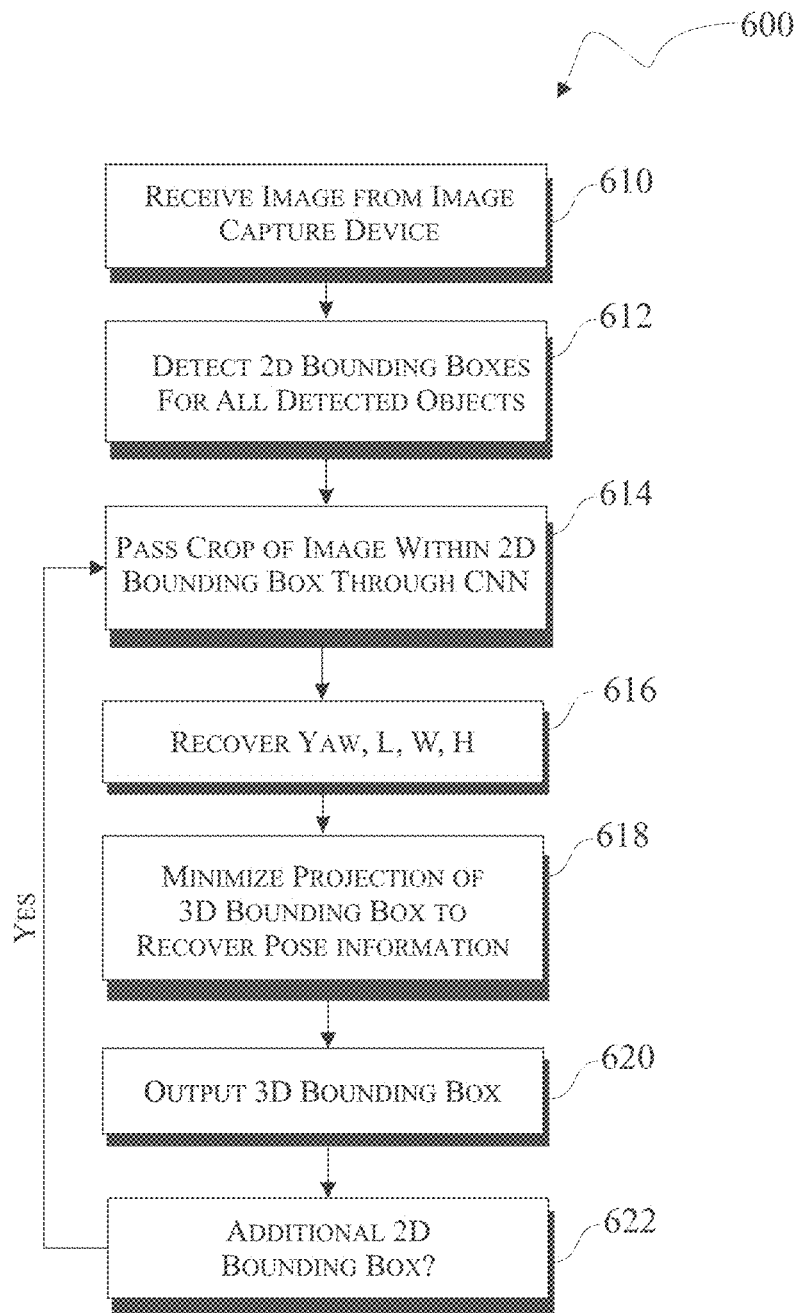 600
RECEIVE IMAGE FROM IMAGE
CAPTURE DEVICE
610
DETECT 2D BOUNDING BOXES
FOR ALL DETECTED OBJECTS
612
PASS CROP OF IMAGE WITHIN 2D
BOUNDING BOX THROUGH CNN
614
RECOVER YAW, L, W, H
616
MINIMIZE PROJECTION OF
3D BOUNDING BOX TO
RECOVER POSE INFORMATION
618
OUTPUT 3D BOUNDING BOX
620
ADDITIONAL 2D
BOUNDING BOX?
622
YES